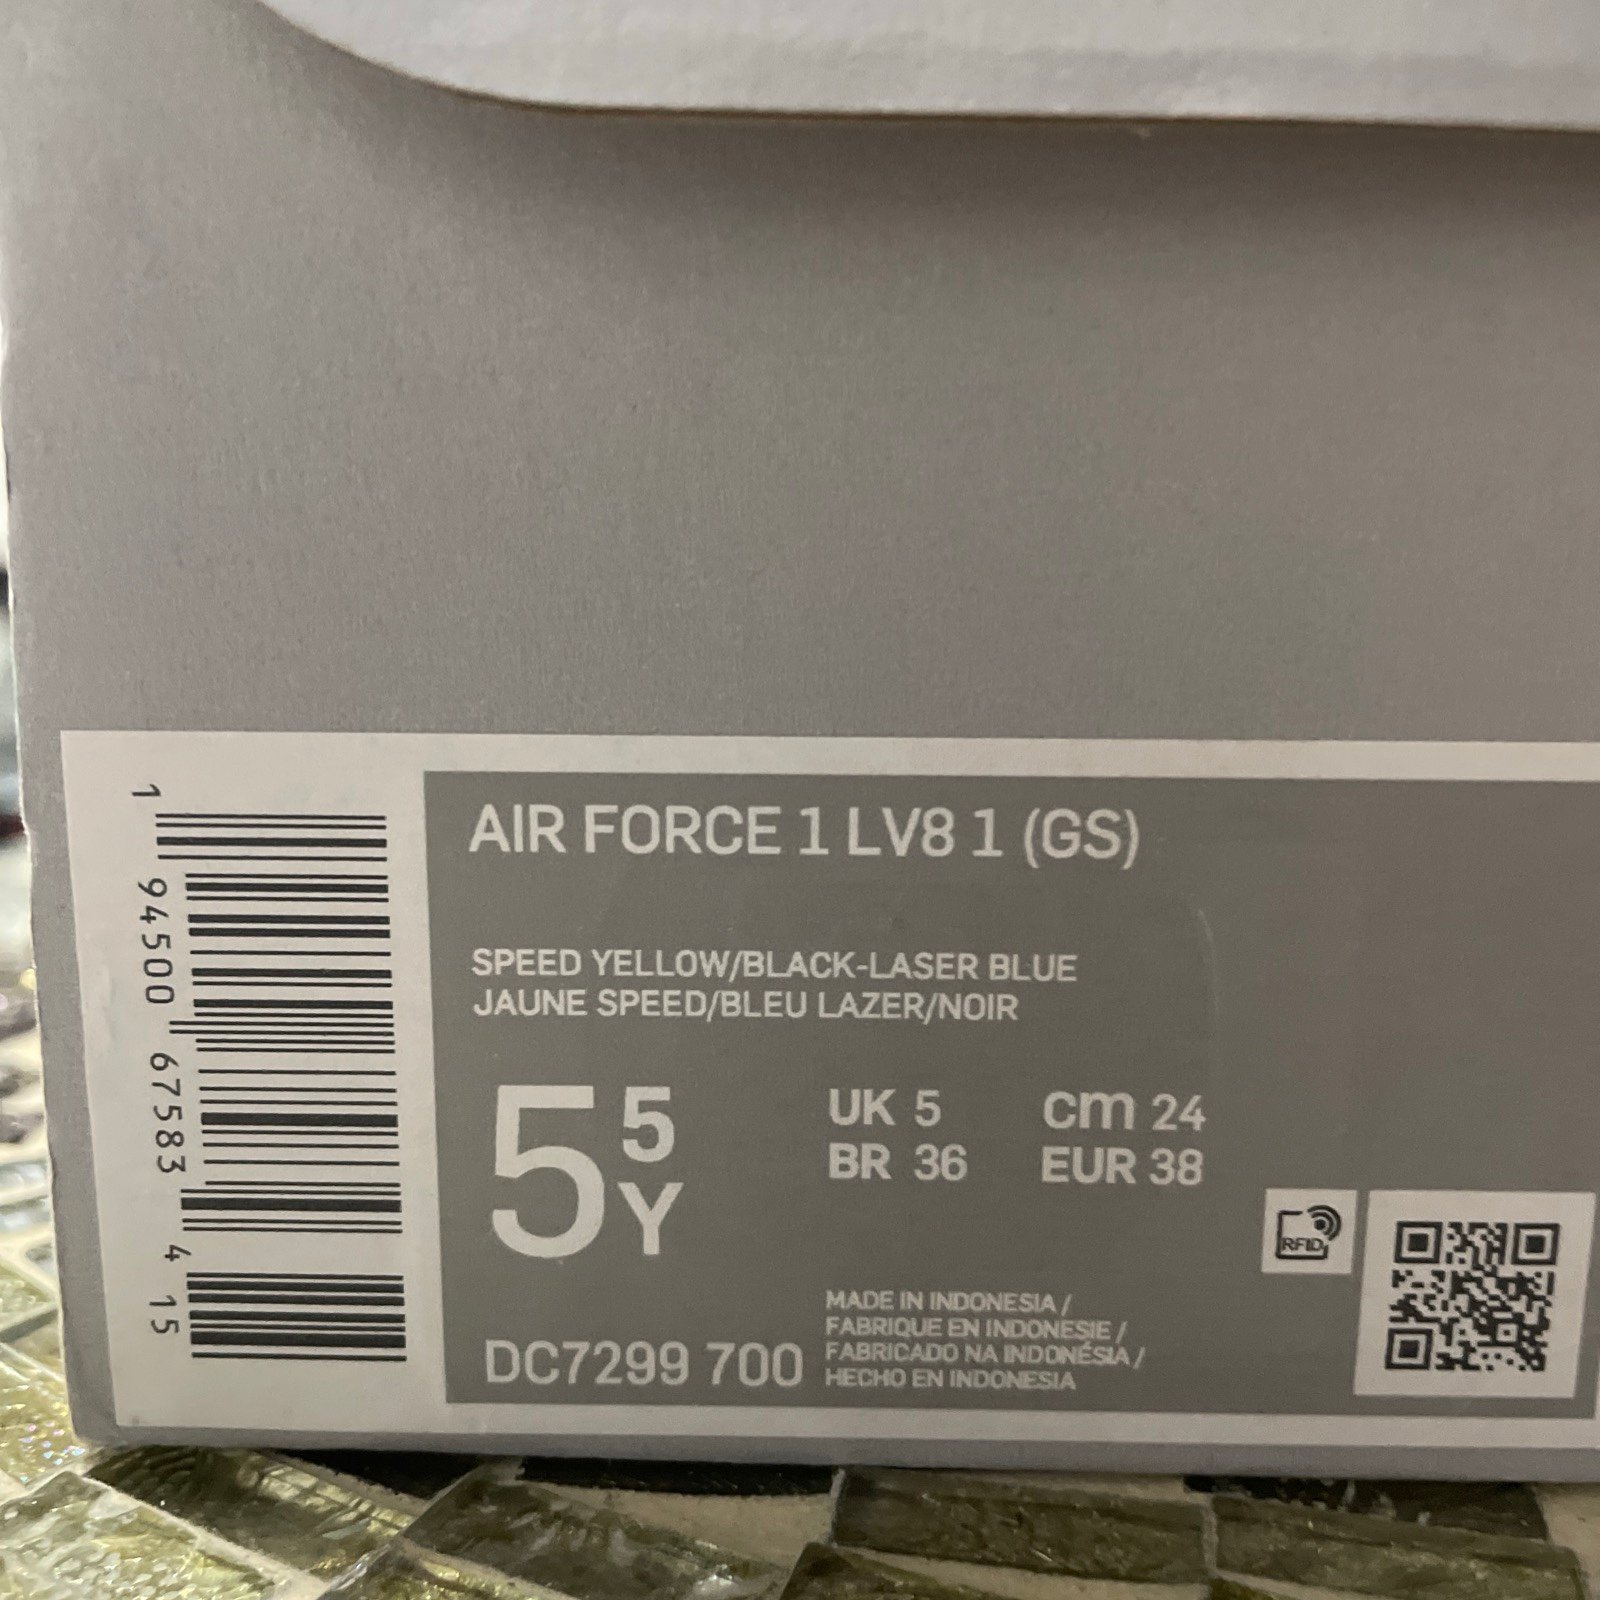 AIR FORCE 1 LV8 1 (GS)
SPEED YELLOW/BLACK-LASER BLUE
JAUNE SPEED/BLEU LAZER/NOIR
5 5 Y
UK 5 cm 24
BR 36 EUR 38
RFID
MADE IN INDONESIA /
FABRIQUE EN INDONESIE /
FABRICADO NA INDONÉSIA /
HECHO EN INDONESIA
DC7299 700
1 94500 67583 4 15